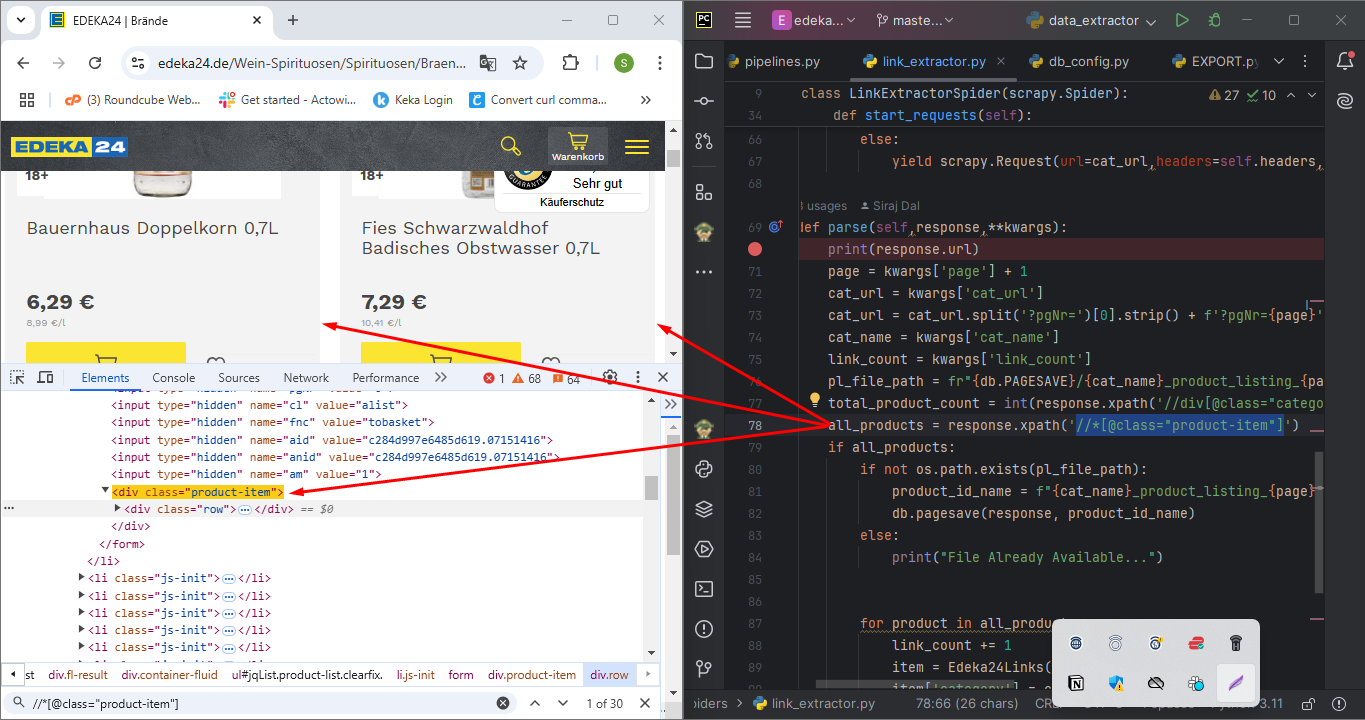 EDEKA24 | Brände
edeka24.de/Wein-Spirituosen/Spirituosen/Braen...
S
(3) Roundcube Web...
Get started - Actowi...
Keka Login
Convert curl comma...
EDEKA 24
Warenkorb
18+
18+
GUARANTEE
Sehr gut
Käuferschutz
Bauernhaus Doppelkorn 0,7L
Fies Schwarzwaldhof
Badisches Obstwasser 0,7L
6,29 €
8,99 €/l
7,29 €
10,41 €/l
Elements
Console
Sources
Network
Performance
1
68
64
<input type="hidden" name="cl" value="alist">
<input type="hidden" name="fnc" value="tobasket">
<input type="hidden" name="aid" value="c284d997e6485d619.07151416">
<input type="hidden" name="anid" value="c284d997e6485d619.07151416">
<input type="hidden" name="am" value="1">
<div class="product-item">
<div class="row"> … </div> == $0
</div>
</form>
</li>
<li class="js-init"> … </li>
<li class="js-init"> … </li>
<li class="js-init"> … </li>
<li class="js-init"> … </li>
<li class="js-init"> … </li>
st
div.fl-result
div.container-fluid
ul#jqList.product-list.clearfix.
li.js-init
form
div.product-item
div.row
//*[@class="product-item"]
1 of 30
PC
E
edeka...
maste...
data_extractor
pipelines.py
link_extractor.py
db_config.py
EXPORT.py
27
10
9 class LinkExtractorSpider(scrapy.Spider):
34 def start_requests(self):
66 else:
67 yield scrapy.Request(url=cat_url,headers=self.headers,
68
usages
Siraj Dal
69 def parse(self,response,**kwargs):
print(response.url)
71 page = kwargs['page'] + 1
72 cat_url = kwargs['cat_url']
73 cat_url = cat_url.split('?pgNr=')[0].strip() + f'?pgNr={page}'
74 cat_name = kwargs['cat_name']
75 link_count = kwargs['link_count']
76 pl_file_path = fr"{db.PAGESAVE}/{cat_name}_product_listing_{pa
77 total_product_count = int(response.xpath('//div[@class="catego
78 all_products = response.xpath('//*[@class="product-item"]')
79 if all_products:
80 if not os.path.exists(pl_file_path):
81 product_id_name = f"{cat_name}_product_listing_{page}
82 db.pagesave(response, product_id_name)
83 else:
84 print("File Already Available...")
85
86
87 for product in all_produ
88 link_count += 1
89 item = Edeka24Links(
item['category'] = c
piders
link_extractor.py
78:66 (26 chars)
3.11